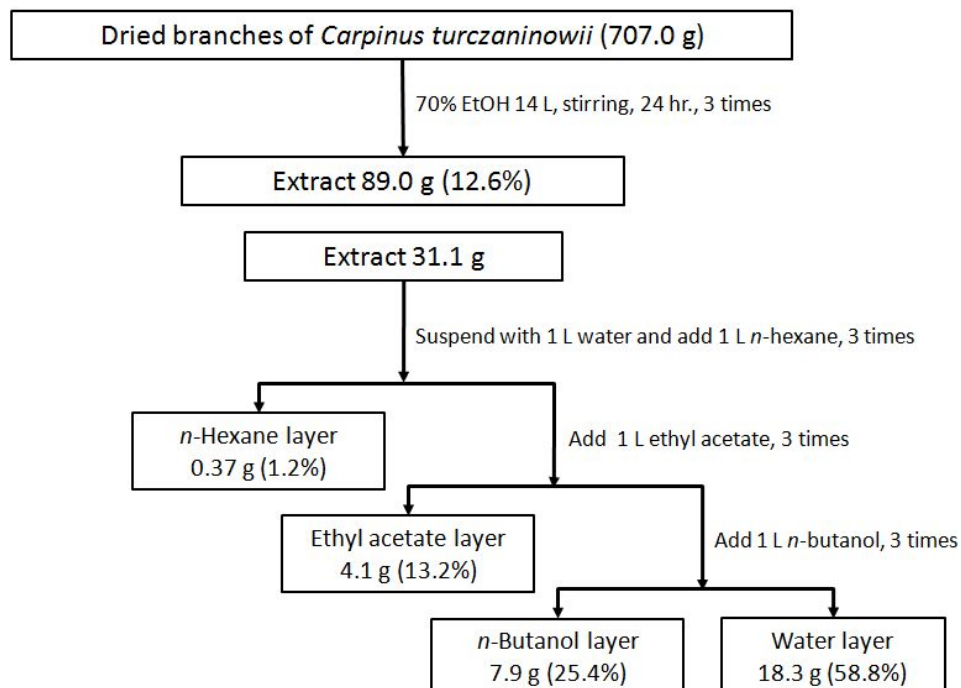 Dried branches of Carpinus turczaninowii (707.0 g)
70% EtOH 14 L, stirring, 24 hr., 3 times
Extract 89.0 g (12.6%)
Extract 31.1 g
Suspend with 1 L water and add 1 L n-hexane, 3 times
n-Hexane layer
0.37 g (1.2%)
Add 1 L ethyl acetate, 3 times
Ethyl acetate layer
4.1 g (13.2%)
Add 1 L n-butanol, 3 times
n-Butanol layer
7.9 g (25.4%)
Water layer
18.3 g (58.8%)